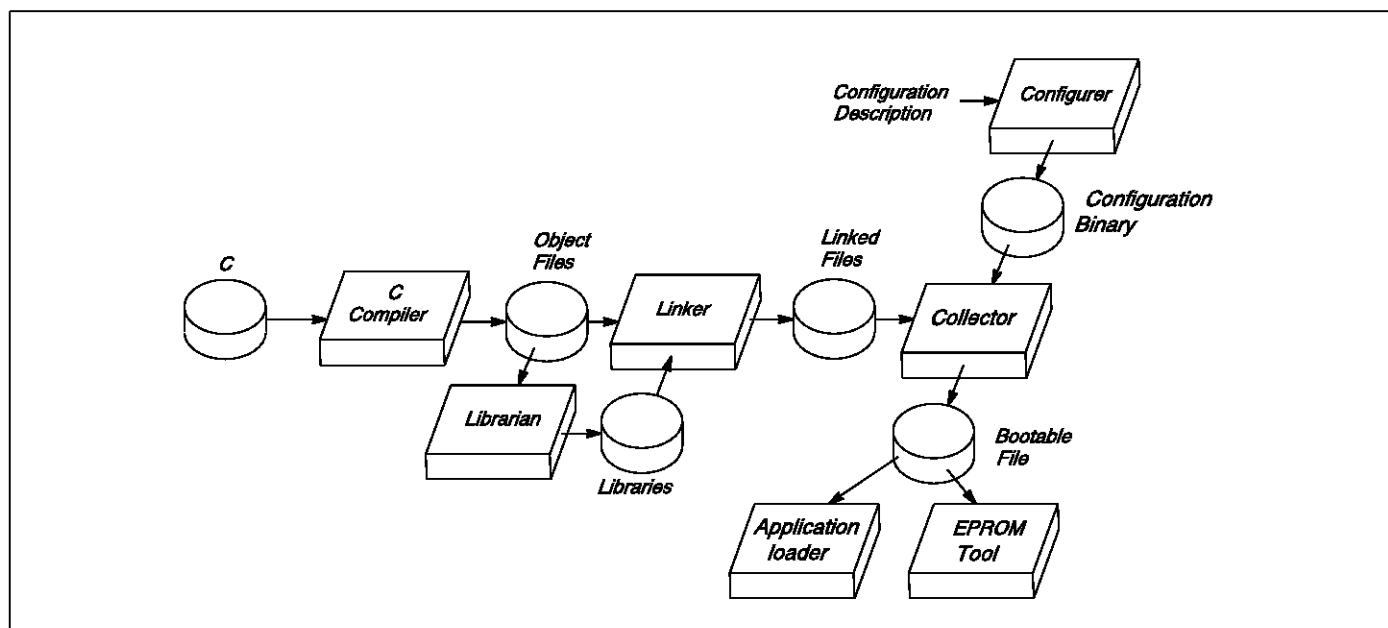 Configuration
Description
Configurer
Configuration
Binary
C
C
Compiler
Object
Files
Linker
Linked
Files
Collector
Librarian
Libraries
Bootable
File
Application
loader
EPROM
Tool